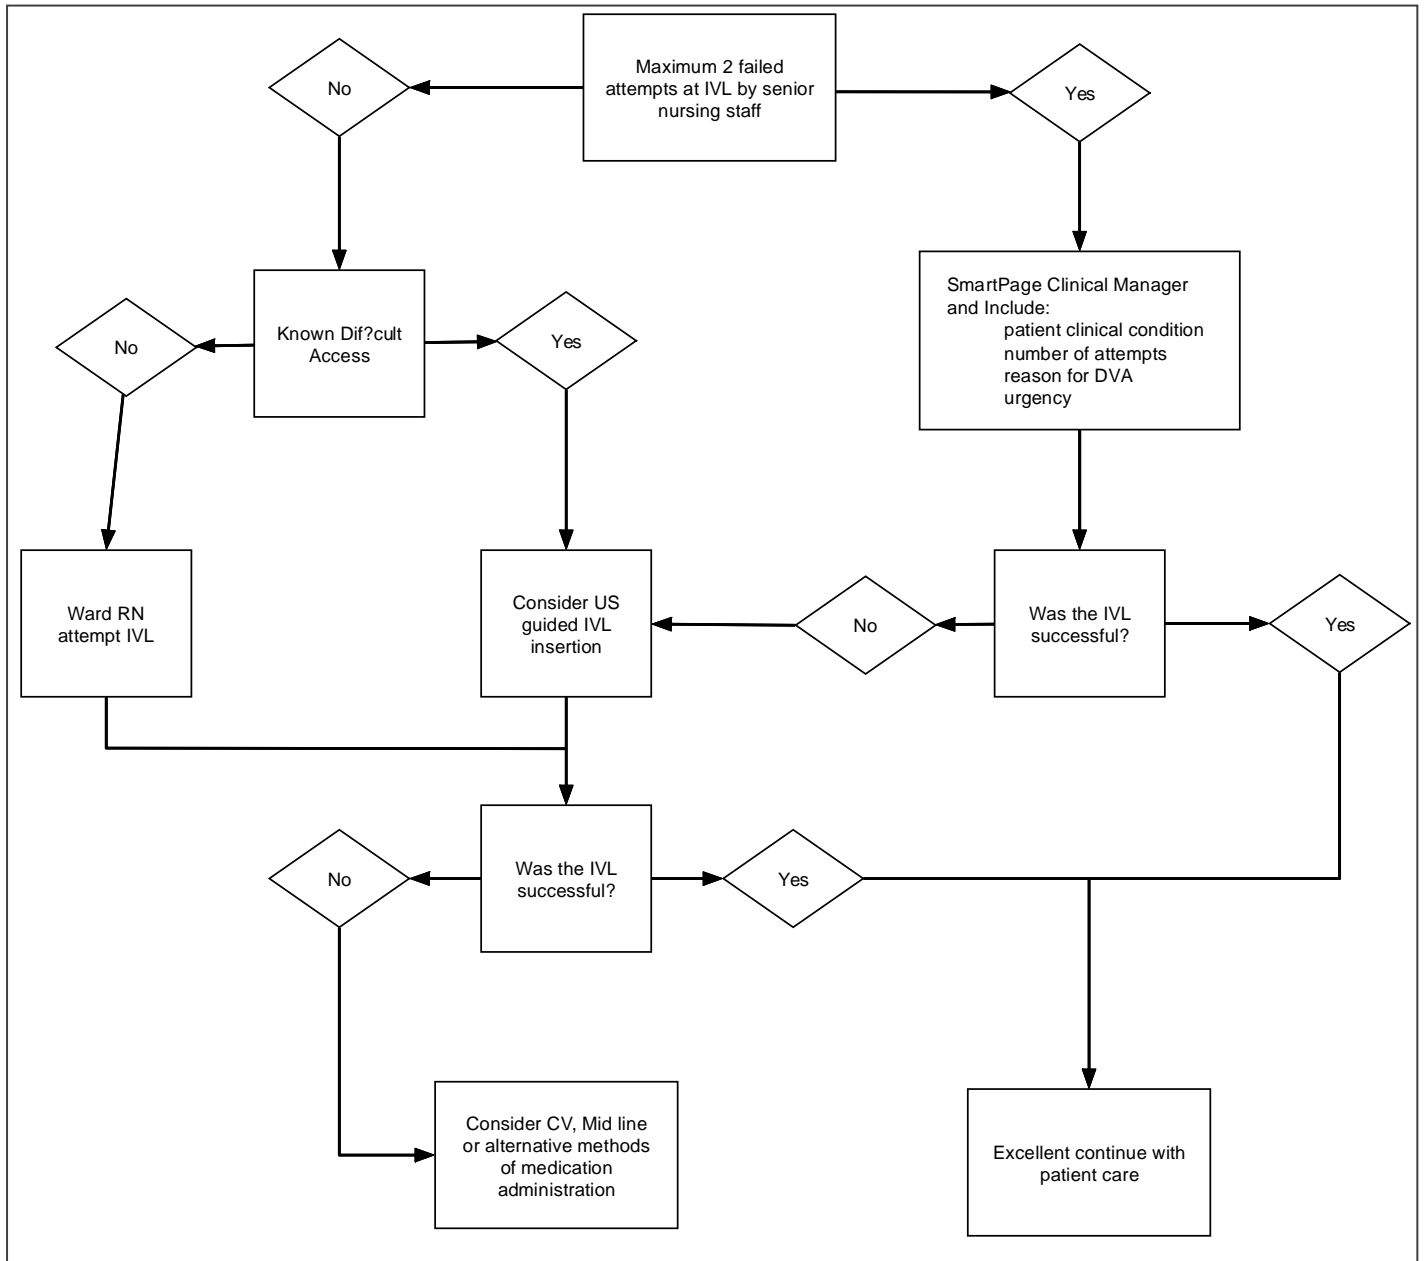 Maximum 2 failed
attempts at IVL by senior
nursing staff
No
Yes
SmartPage Clinical Manager
and Include:
patient clinical condition
number of attempts
reason for DVA
urgency
Known Dif?cult
Access
No
Yes
Ward RN
attempt IVL
Consider US
guided IVL
insertion
No
Was the IVL
successful?
Yes
No
Was the IVL
successful?
Yes
Consider CV, Mid line
or alternative methods
of medication
administration
Excellent continue with
patient care